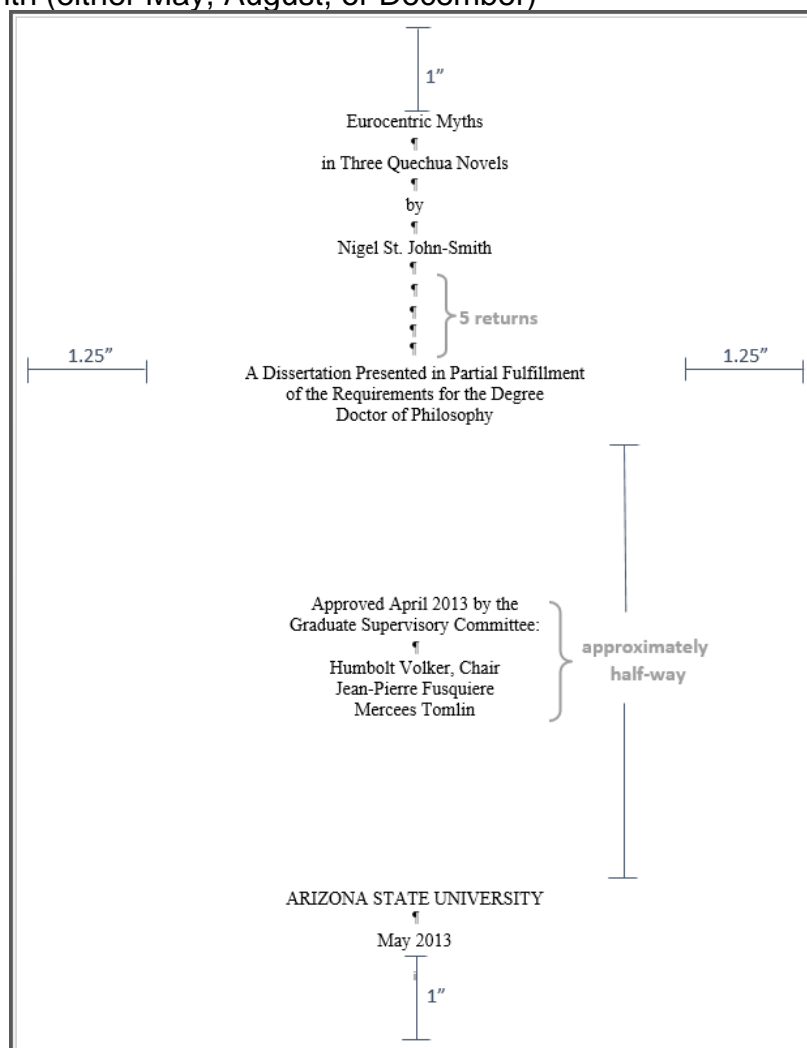 (either May, August, or December)
1”
Eurocentric Myths
¶
in Three Quechua Novels
¶
by
¶
Nigel St. John-Smith
¶
¶
¶
¶
¶
5 returns
1.25”
1.25”
A Dissertation Presented in Partial Fulfillment
of the Requirements for the Degree
Doctor of Philosophy
Approved April 2013 by the
Graduate Supervisory Committee:
¶
Humbolt Volker, Chair
Jean-Pierre Fusquiere
Mercees Tomlin
approximately
half-way
ARIZONA STATE UNIVERSITY
¶
May 2013
i
1”